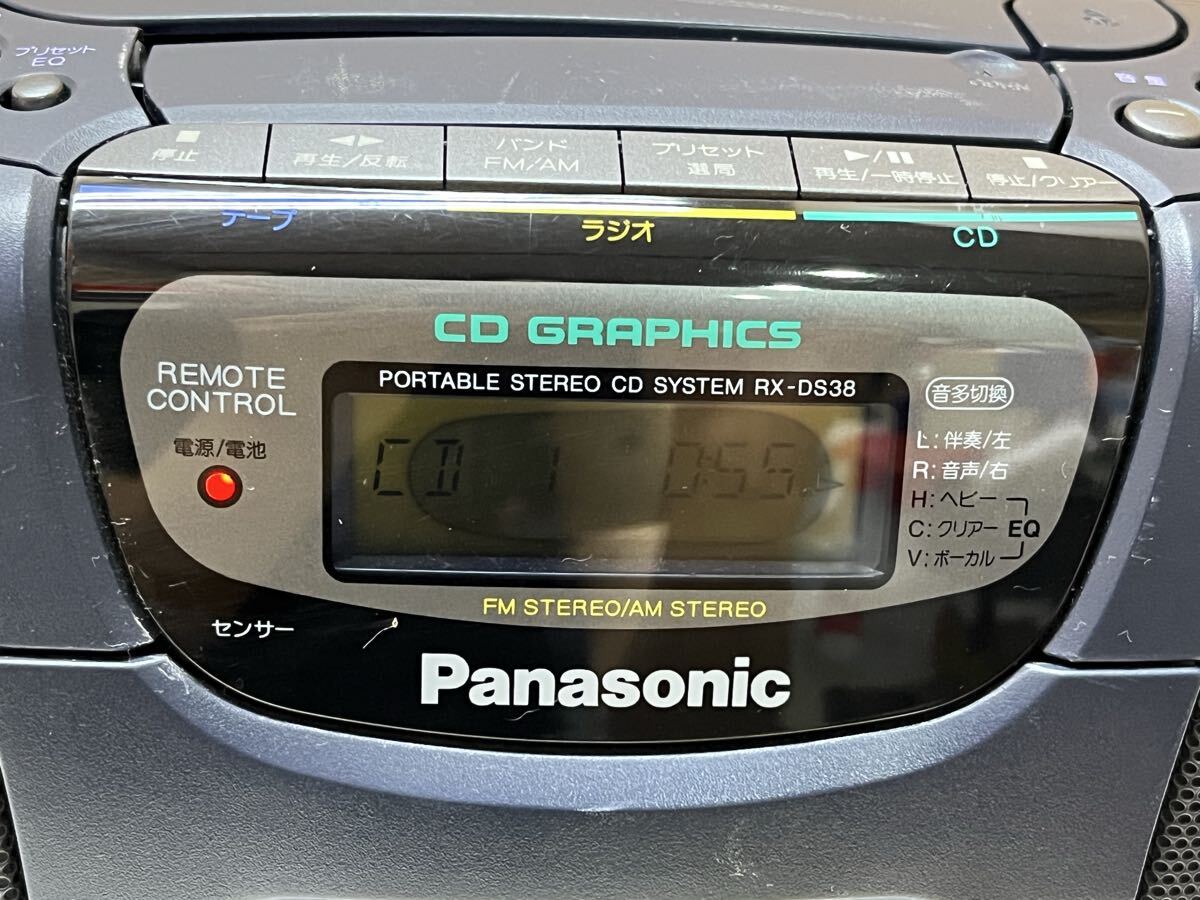 プリセット
EQ
音量
■
停止
◀▶
再生/反転
バンド
FM/AM
プリセット
選局
▶/❚❚
再生/一時停止
■
停止/クリアー
テープ
ラジオ
CD
CD GRAPHICS
PORTABLE STEREO CD SYSTEM RX-DS38
REMOTE
CONTROL
電源/電池
CD 1 0:55
音多切換
L:伴奏/左
R:音声/右
H:ヘビー
C:クリアー EQ
V:ボーカル
FM STEREO/AM STEREO
センサー
Panasonic